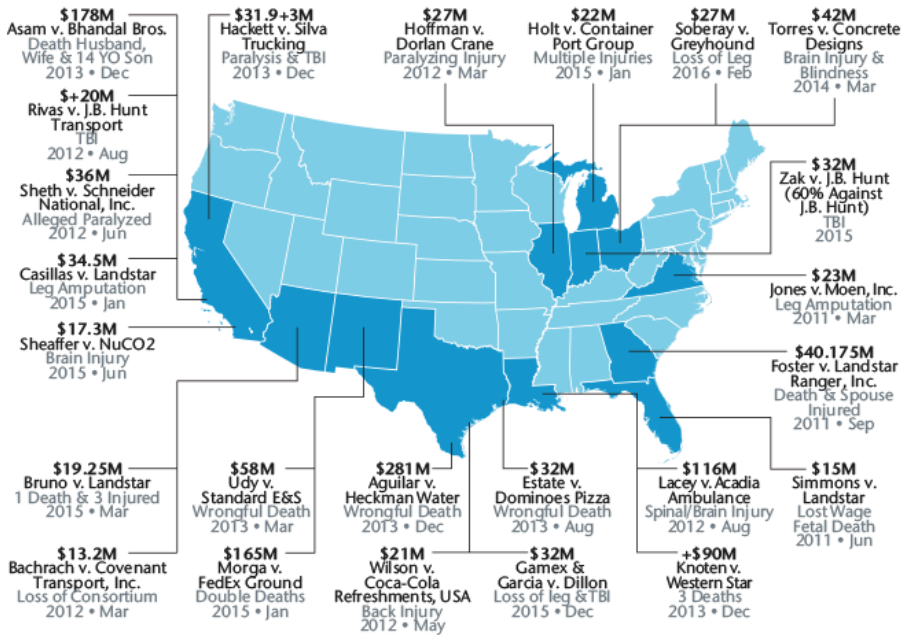 $178M
Asam v. Bhandal Bros.
Death Husband,
Wife & 14 YO Son
2013 • Dec
$31.9+3M
Hackett v. Silva
Trucking
Paralysis & TBI
2013 • Dec
$27M
Hoffman v.
Dorlan Crane
Paralyzing Injury
2012 • Mar
$22M
Holt v. Container
Port Group
Multiple Injuries
2015 • Jan
$27M
Soberay v.
Greyhound
Loss of Leg
2016 • Feb
$42M
Torres v. Concrete
Designs
Brain Injury &
Blindness
2014 • Mar
$+20M
Rivas v. J.B. Hunt
Transport
TBI
2012 • Aug
$36M
Sheth v. Schneider
National, Inc.
Alleged Paralyzed
2012 • Jun
$34.5M
Casillas v. Landstar
Leg Amputation
2015 • Jan
$17.3M
Sheaffer v. NuCO2
Brain Injury
2015 • Jun
$32M
Zak v. J.B. Hunt
(60% Against
J.B. Hunt)
TBI
2015
$23M
Jones v. Moen, Inc.
Leg Amputation
2011 • Mar
$40.175M
Foster v. Landstar
Ranger, Inc.
Death & Spouse
Injured
2011 • Sep
$19.25M
Bruno v. Landstar
1 Death & 3 Injured
2015 • Mar
$58M
Udy v.
Standard E&S
Wrongful Death
2013 • Mar
$281M
Aguilar v.
Heckman Water
Wrongful Death
2013 • Dec
$32M
Estate v.
Dominoes Pizza
Wrongful Death
2013 • Aug
$116M
Lacey v. Acadia
Ambulance
Spinal/Brain Injury
2012 • Aug
$15M
Simmons v.
Landstar
Lost Wage
Fetal Death
2011 • Jun
$13.2M
Bachrach v. Covenant
Transport, Inc.
Loss of Consortium
2012 • Mar
$165M
Morga v.
FedEx Ground
Double Deaths
2015 • Jan
$21M
Wilson v.
Coca-Cola
Refreshments, USA
Back Injury
2012 • May
$32M
Gamex &
Garcia v. Dillon
Loss of leg & TBI
2015 • Dec
+$90M
Knoten v.
Western Star
3 Deaths
2013 • Dec